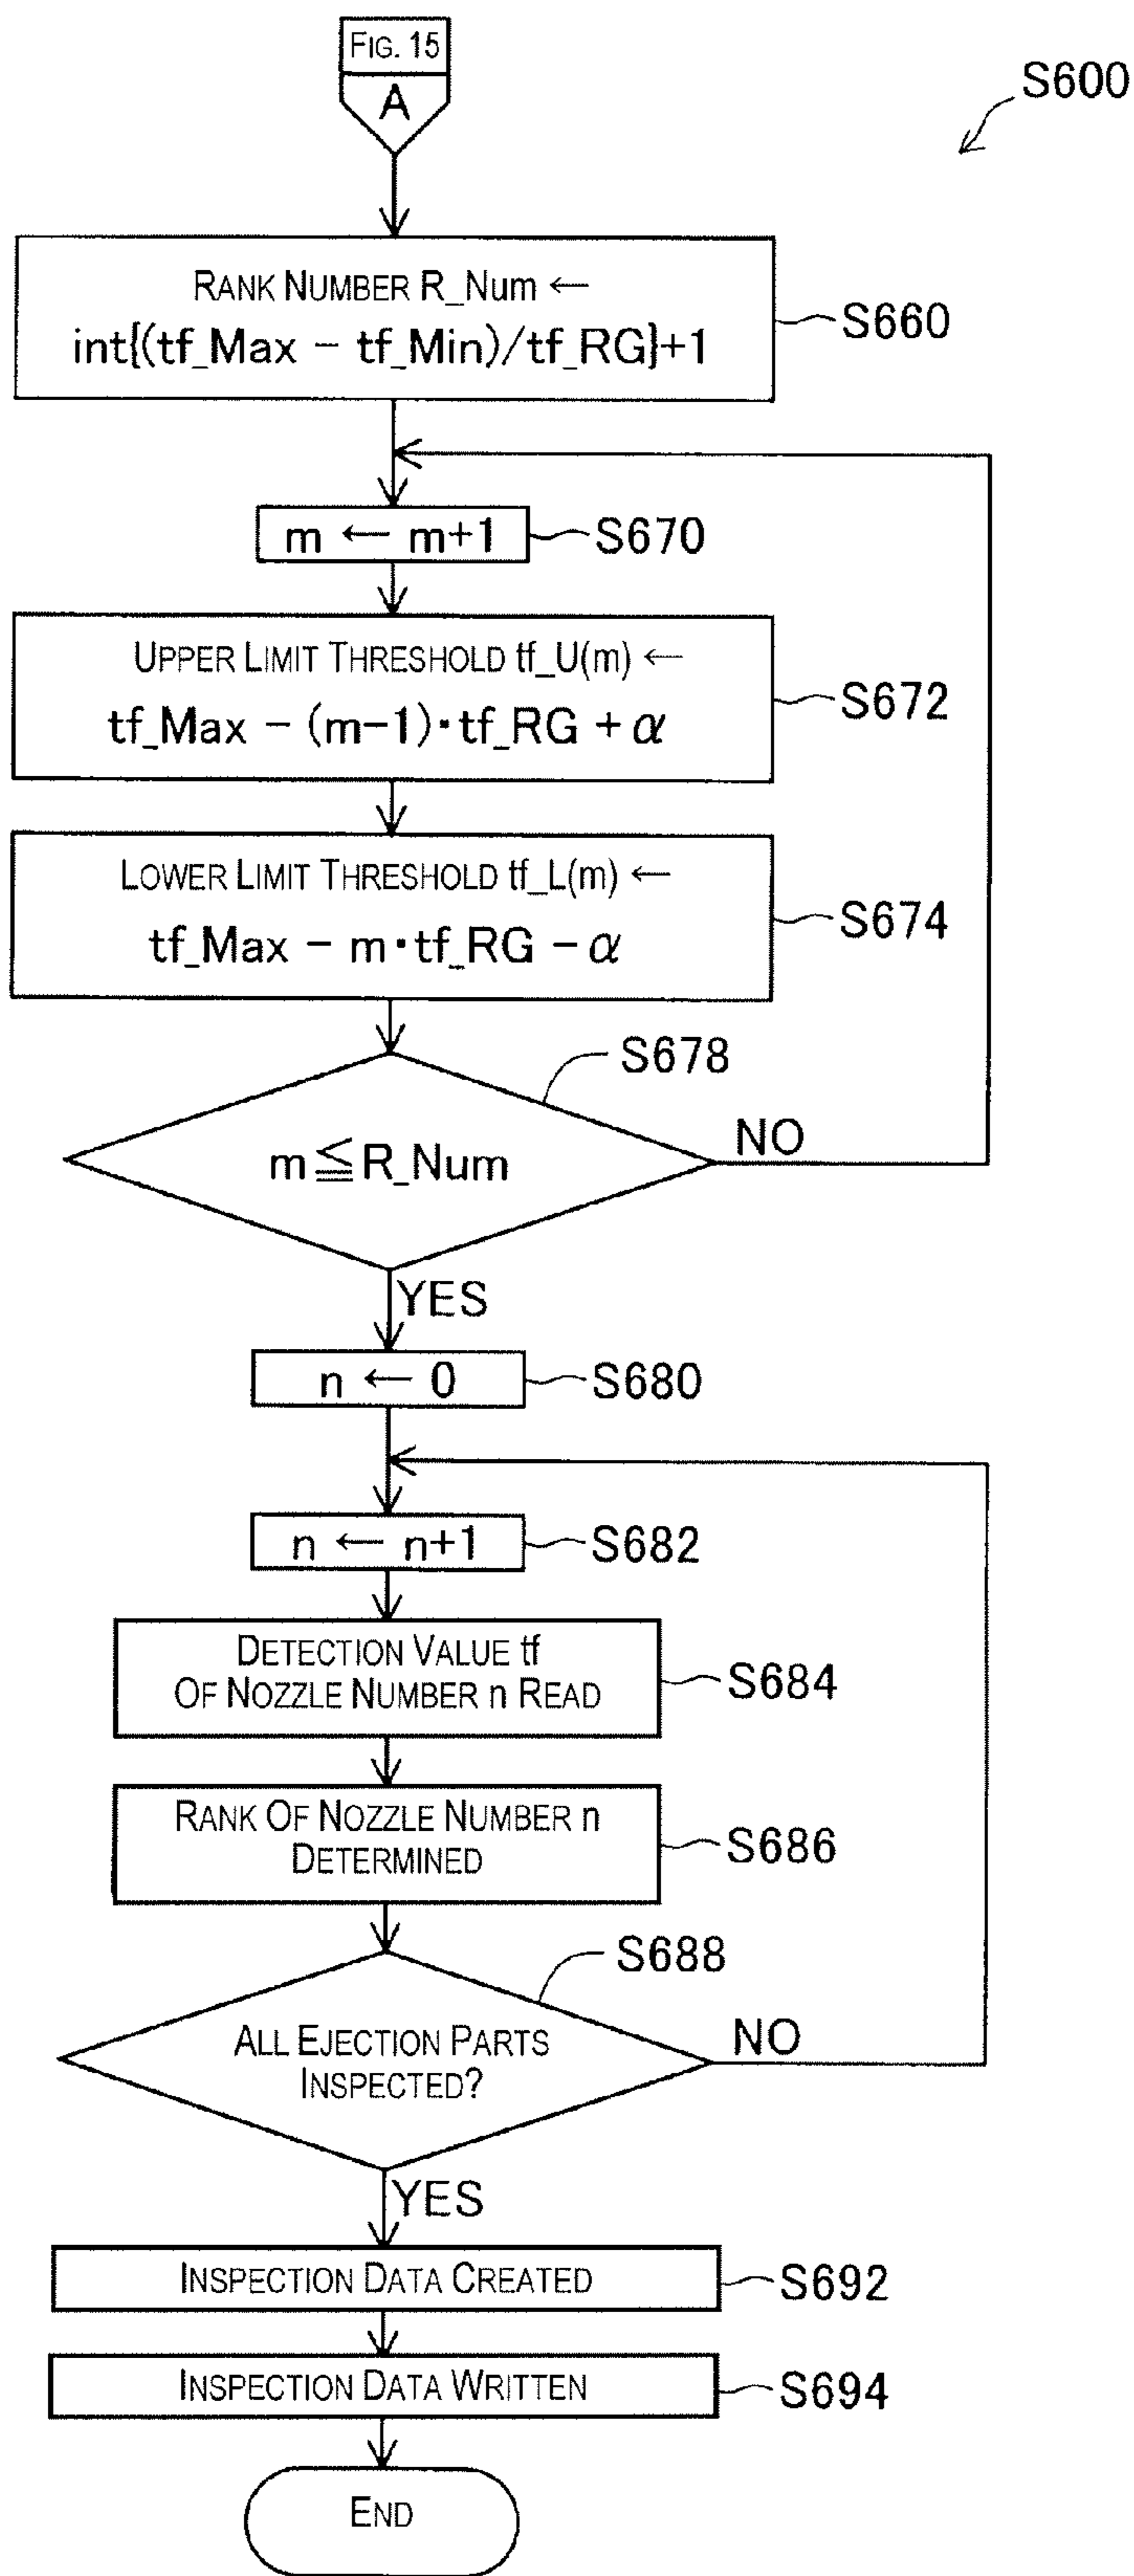 FIG. 15
A
S600
RANK NUMBER R_Num ←
int{(tf_Max − tf_Min)/tf_RG}+1
S660
m ← m+1
S670
UPPER LIMIT THRESHOLD tf_U(m) ←
tf_Max − (m−1)・tf_RG + α
S672
LOWER LIMIT THRESHOLD tf_L(m) ←
tf_Max − m・tf_RG − α
S674
S678
m≦R_Num
NO
YES
n ← 0
S680
n ← n+1
S682
DETECTION VALUE tf
OF NOZZLE NUMBER n READ
S684
RANK OF NOZZLE NUMBER n
DETERMINED
S686
S688
ALL EJECTION PARTS
INSPECTED?
NO
YES
INSPECTION DATA CREATED
S692
INSPECTION DATA WRITTEN
S694
END